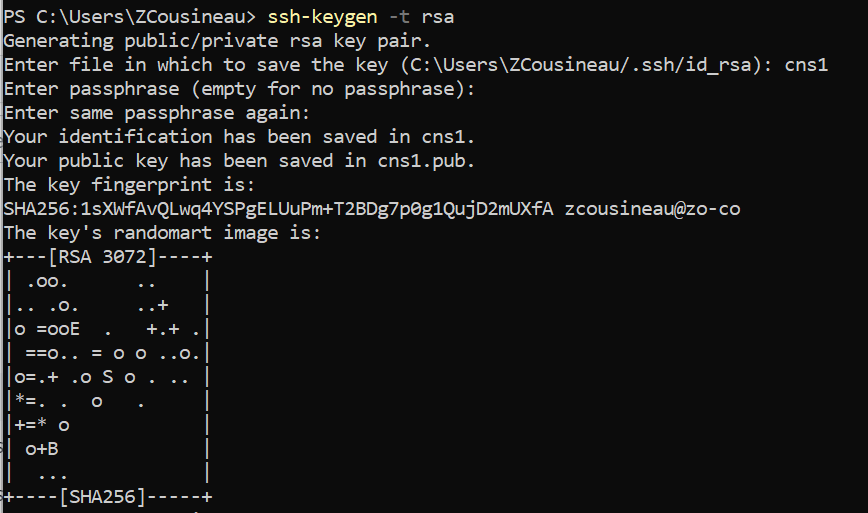 PS C:\Users\ZCousineau> ssh-keygen -t rsa
Generating public/private rsa key pair.
Enter file in which to save the key (C:\Users\ZCousineau/.ssh/id_rsa): cns1
Enter passphrase (empty for no passphrase):
Enter same passphrase again:
Your identification has been saved in cns1.
Your public key has been saved in cns1.pub.
The key fingerprint is:
SHA256:1sXWfAvQLwq4YSPgELUuPm+T2BDg7p0g1QujD2mUXfA zcousineau@zo-co
The key's randomart image is:
+---[RSA 3072]----+
| .oo.      ..    |
|.. .o.     ..+   |
|o =ooE  .   +.+ .|
| ==o.. = o o ..o.|
|o=.+ .o S o . .. |
|*=. .  o   .     |
|+=* o            |
| o+B             |
|  ...            |
+----[SHA256]-----+